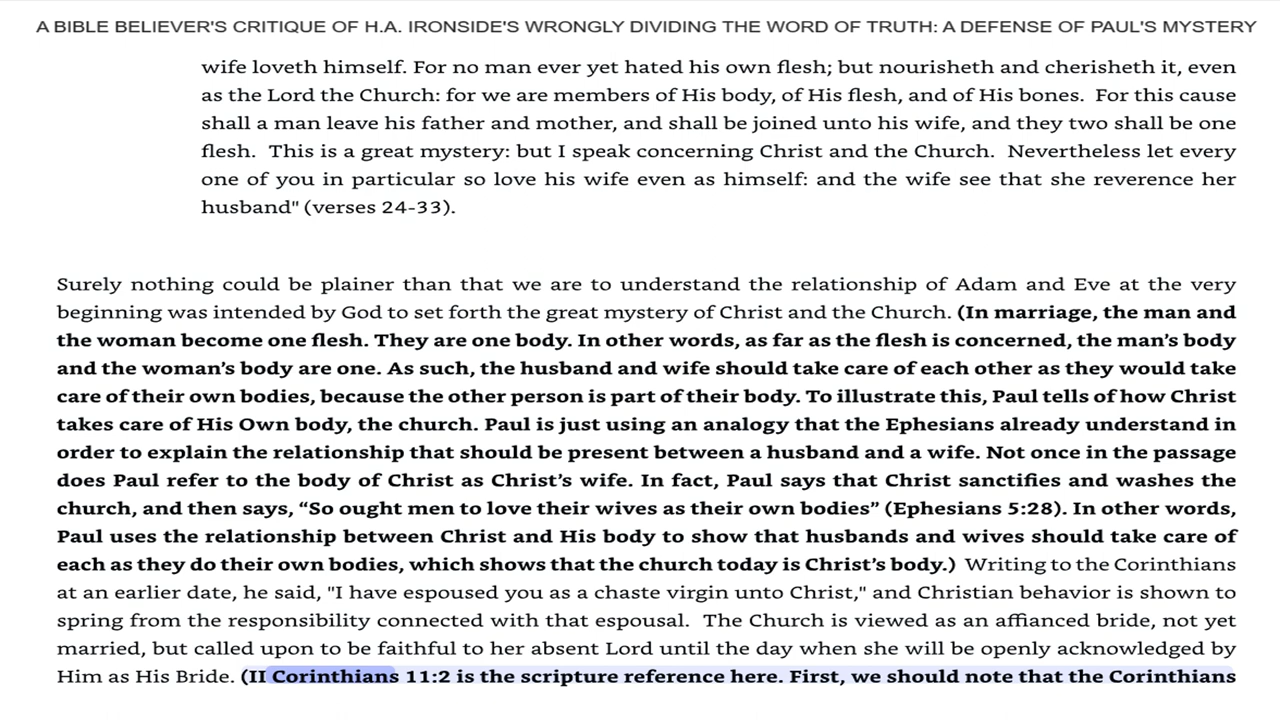 A BIBLE BELIEVER'S CRITIQUE OF H.A. IRONSIDE'S WRONGLY DIVIDING THE WORD OF TRUTH: A DEFENSE OF PAUL'S MYSTERY
wife loveth himself. For no man ever yet hated his own flesh; but nourisheth and cherisheth it, even
as the Lord the Church: for we are members of His body, of His flesh, and of His bones. For this cause
shall a man leave his father and mother, and shall be joined unto his wife, and they two shall be one
flesh. This is a great mystery: but I speak concerning Christ and the Church. Nevertheless let every
one of you in particular so love his wife even as himself: and the wife see that she reverence her
husband" (verses 24-33).
Surely nothing could be plainer than that we are to understand the relationship of Adam and Eve at the very
beginning was intended by God to set forth the great mystery of Christ and the Church. (In marriage, the man and
the woman become one flesh. They are one body. In other words, as far as the flesh is concerned, the man’s body
and the woman’s body are one. As such, the husband and wife should take care of each other as they would take
care of their own bodies, because the other person is part of their body. To illustrate this, Paul tells of how Christ
takes care of His Own body, the church. Paul is just using an analogy that the Ephesians already understand in
order to explain the relationship that should be present between a husband and a wife. Not once in the passage
does Paul refer to the body of Christ as Christ’s wife. In fact, Paul says that Christ sanctifies and washes the
church, and then says, “So ought men to love their wives as their own bodies” (Ephesians 5:28). In other words,
Paul uses the relationship between Christ and His body to show that husbands and wives should take care of
each as they do their own bodies, which shows that the church today is Christ’s body.) Writing to the Corinthians
at an earlier date, he said, "I have espoused you as a chaste virgin unto Christ," and Christian behavior is shown to
spring from the responsibility connected with that espousal. The Church is viewed as an affianced bride, not yet
married, but called upon to be faithful to her absent Lord until the day when she will be openly acknowledged by
Him as His Bride. (II Corinthians 11:2 is the scripture reference here. First, we should note that the Corinthians